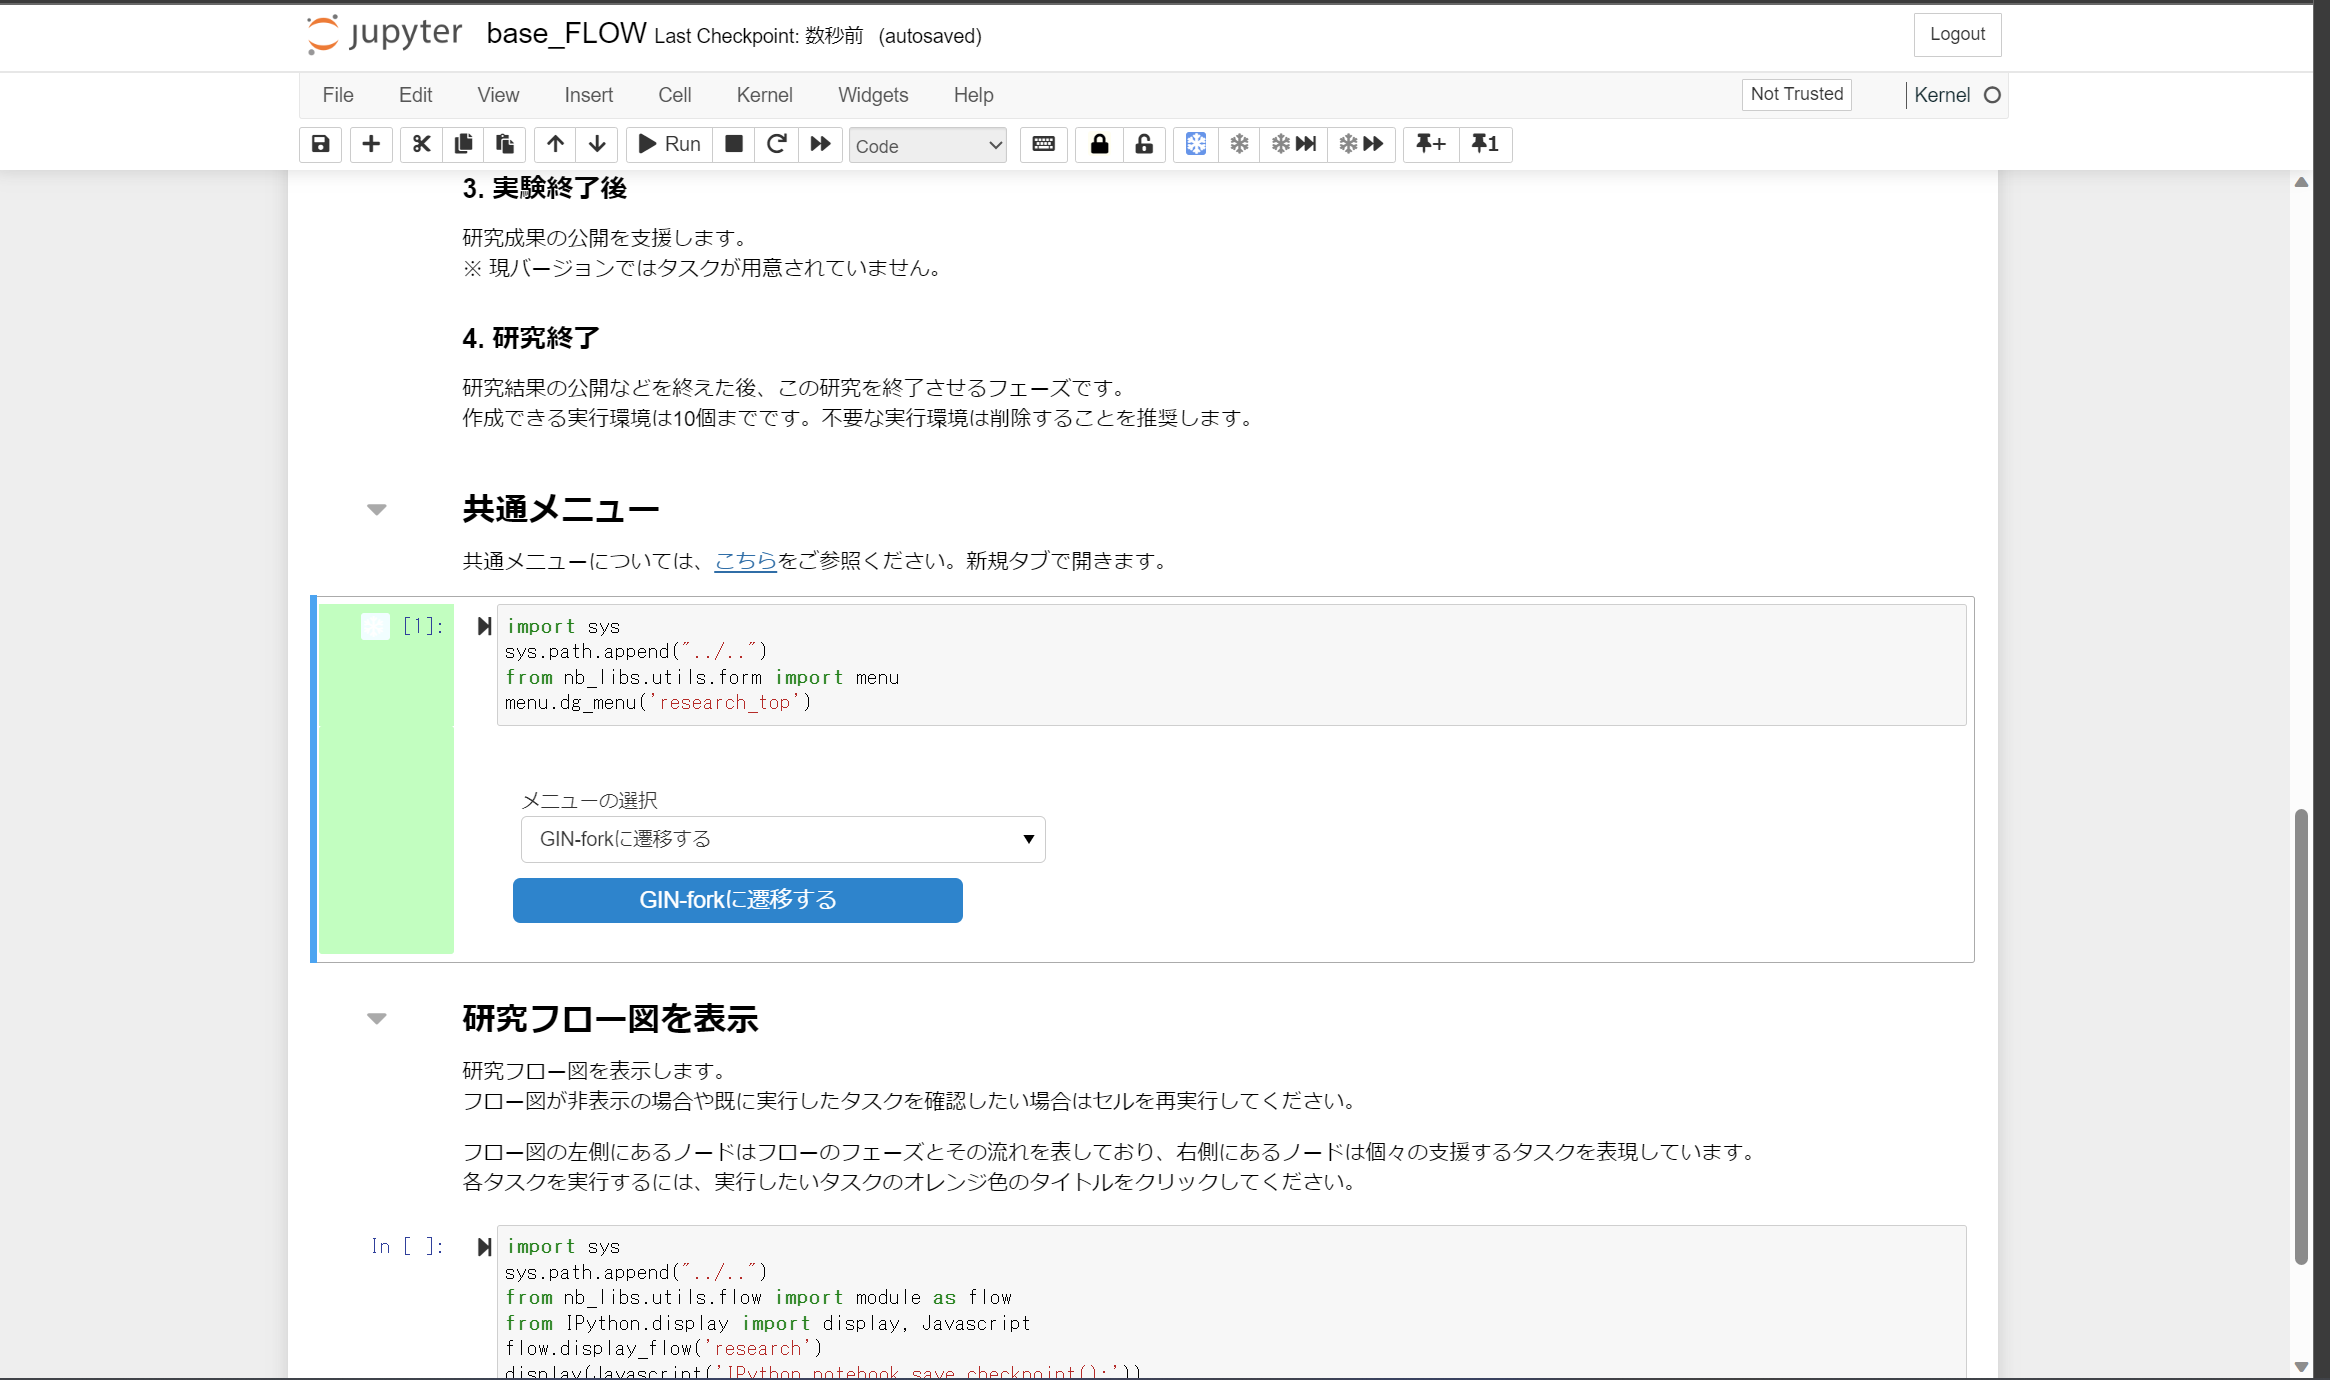 jupyter base_FLOW Last Checkpoint: 数秒前 (autosaved)
Logout
File Edit View Insert Cell Kernel Widgets Help
Not Trusted
Kernel
Run
Code
+
1
3. 実験終了後
研究成果の公開を支援します。
※ 現バージョンではタスクが用意されていません。
4. 研究終了
研究結果の公開などを終えた後、この研究を終了させるフェーズです。
作成できる実行環境は10個までです。不要な実行環境は削除することを推奨します。
共通メニュー
共通メニューについては、こちらをご参照ください。新規タブで開きます。
[1]:
import sys
sys.path.append("../..")
from nb_libs.utils.form import menu
menu.dg_menu('research_top')
メニューの選択
GIN-forkに遷移する
GIN-forkに遷移する
研究フロー図を表示
研究フロー図を表示します。
フロー図が非表示の場合や既に実行したタスクを確認したい場合はセルを再実行してください。
フロー図の左側にあるノードはフローのフェーズとその流れを表しており、右側にあるノードは個々の支援するタスクを表現しています。
各タスクを実行するには、実行したいタスクのオレンジ色のタイトルをクリックしてください。
In [ ]:
import sys
sys.path.append("../..")
from nb_libs.utils.flow import module as flow
from IPython.display import display, Javascript
flow.display_flow('research')
display(Javascript('IPython.notebook.save_checkpoint();'))